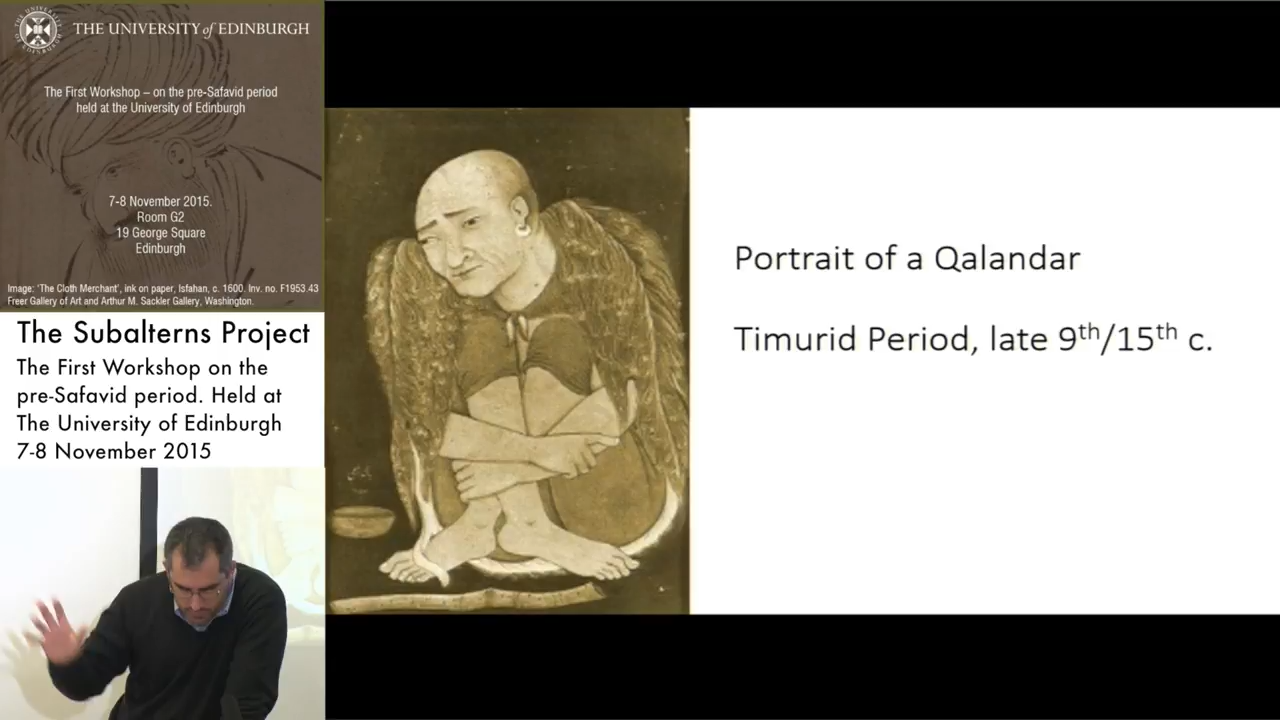 THE UNIVERSITY of EDINBURGH
The First Workshop – on the pre-Safavid period
held at the University of Edinburgh
7-8 November 2015.
Room G2
19 George Square
Edinburgh
Image: 'The Cloth Merchant', ink on paper, Isfahan, c. 1600. Inv. no. F1953.43
Freer Gallery of Art and Arthur M. Sackler Gallery, Washington.
The Subalterns Project
The First Workshop on the
pre-Safavid period. Held at
The University of Edinburgh
7-8 November 2015
Portrait of a Qalandar
Timurid Period, late 9th/15th c.